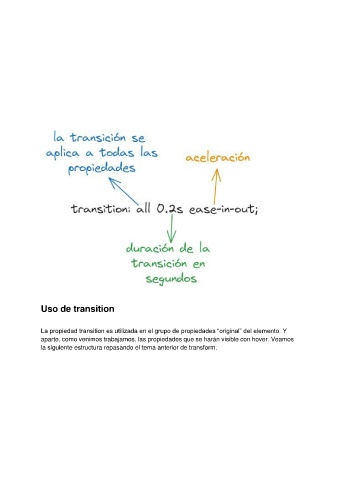 la transición se
aplica a todas las
propiedades
aceleración
transition: all 0.2s ease-in-out;
duración de la
transición en
segundos
Uso de transition
La propiedad transition es utilizada en el grupo de propiedades "original" del elemento. Y
aparte, como venimos trabajamos, las propiedades que se harán visible con hover. Veamos
la siguiente estructura repasando el tema anterior de transform.